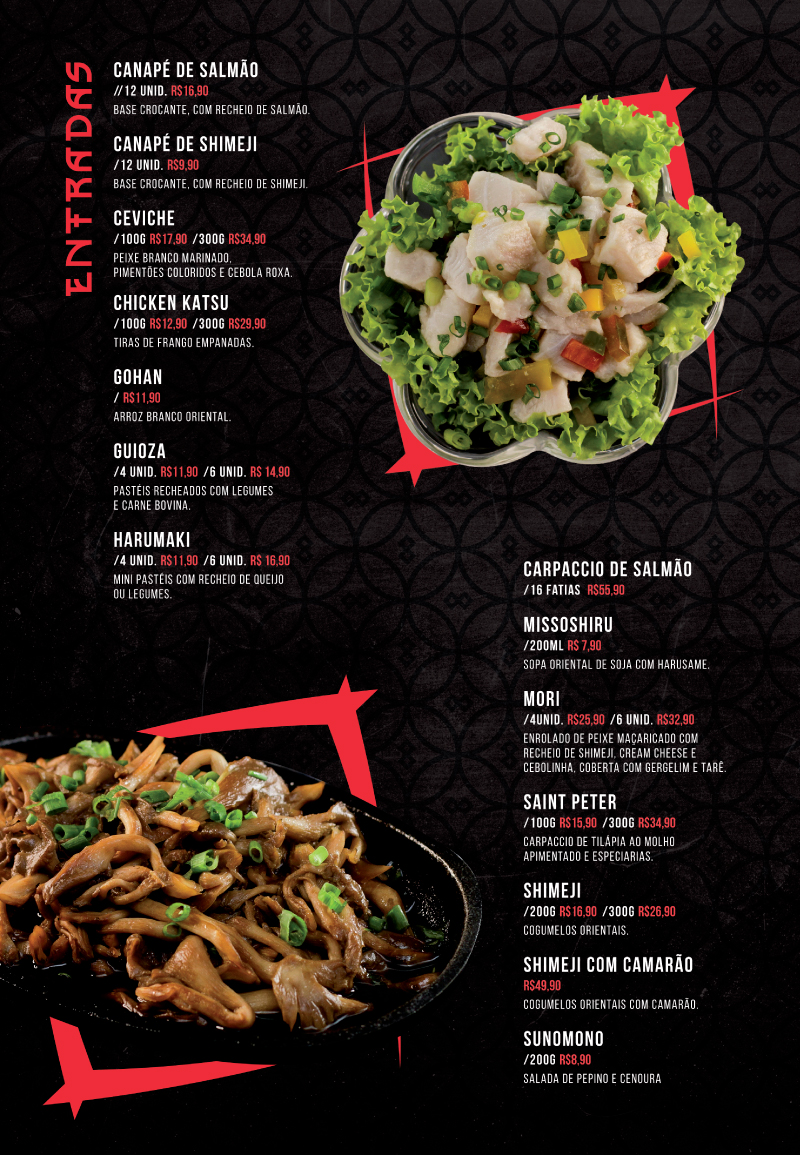 ENTRADAS
CANAPÉ DE SALMÃO
//12 UNID. R$16,90
BASE CROCANTE, COM RECHEIO DE SALMÃO.
CANAPÉ DE SHIMEJI
/12 UNID. R$9,90
BASE CROCANTE, COM RECHEIO DE SHIMEJI.
CEVICHE
/100G R$17,90 /300G R$34,90
PEIXE BRANCO MARINADO,
PIMENTÕES COLORIDOS E CEBOLA ROXA.
CHICKEN KATSU
/100G R$12,90 /300G R$29,90
TIRAS DE FRANGO EMPANADAS.
GOHAN
/ R$11,90
ARROZ BRANCO ORIENTAL.
GUIOZA
/4 UNID. R$11,90 /6 UNID. R$ 14,90
PASTÉIS RECHEADOS COM LEGUMES
E CARNE BOVINA.
HARUMAKI
/4 UNID. R$11,90 /6 UNID. R$ 16,90
MINI PASTÉIS COM RECHEIO DE QUEIJO
OU LEGUMES.
CARPACCIO DE SALMÃO
/16 FATIAS R$55,90
MISSOSHIRU
/200ML R$ 7,90
SOPA ORIENTAL DE SOJA COM HARUSAME.
MORI
/4UNID. R$25,90 /6 UNID. R$32,90
ENROLADO DE PEIXE MAÇARICADO COM
RECHEIO DE SHIMEJI, CREAM CHEESE E
CEBOLINHA, COBERTA COM GERGELIM E TARÊ.
SAINT PETER
/100G R$15,90 /300G R$34,90
CARPACCIO DE TILÁPIA AO MOLHO
APIMENTADO E ESPECIARIAS.
SHIMEJI
/200G R$16,90 /300G R$26,90
COGUMELOS ORIENTAIS.
SHIMEJI COM CAMARÃO
R$49,90
COGUMELOS ORIENTAIS COM CAMARÃO.
SUNOMONO
/200G R$8,90
SALADA DE PEPINO E CENOURA